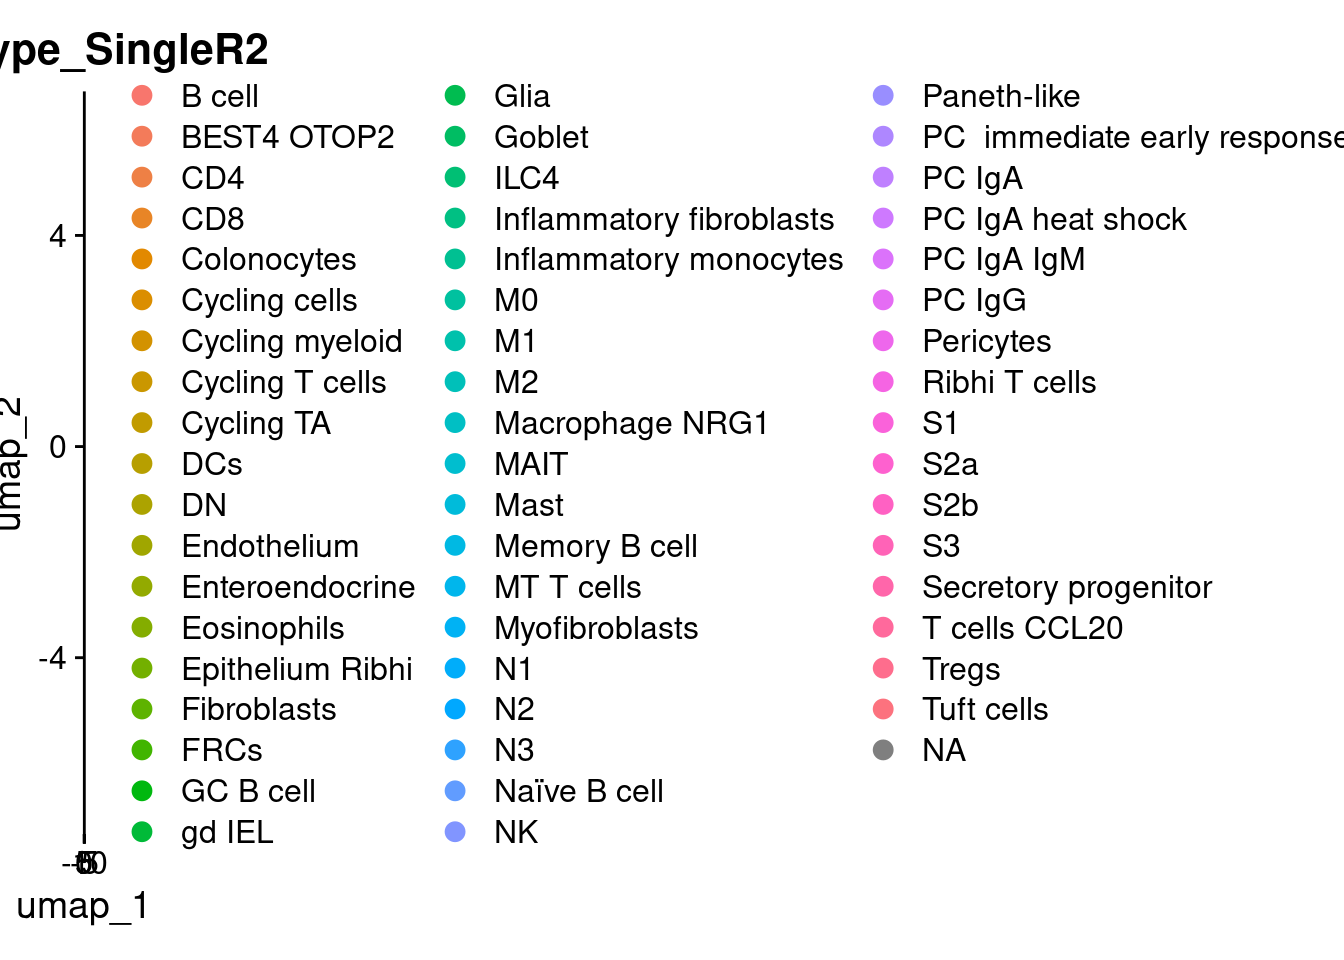 ype_SingleR2
B cell
BEST4 OTOP2
CD4
CD8
Colonocytes
Cycling cells
Cycling myeloid
Cycling T cells
Cycling TA
DCs
DN
Endothelium
Enteroendocrine
Eosinophils
Epithelium Ribhi
Fibroblasts
FRCs
GC B cell
gd IEL
Glia
Goblet
ILC4
Inflammatory fibroblasts
Inflammatory monocytes
M0
M1
M2
Macrophage NRG1
MAIT
Mast
Memory B cell
MT T cells
Myofibroblasts
N1
N2
N3
Naïve B cell
NK
Paneth-like
PC  immediate early response
PC IgA
PC IgA heat shock
PC IgA IgM
PC IgG
Pericytes
Ribhi T cells
S1
S2a
S2b
S3
Secretory progenitor
T cells CCL20
Tregs
Tuft cells
NA
4
0
-4
umap_2
umap_1